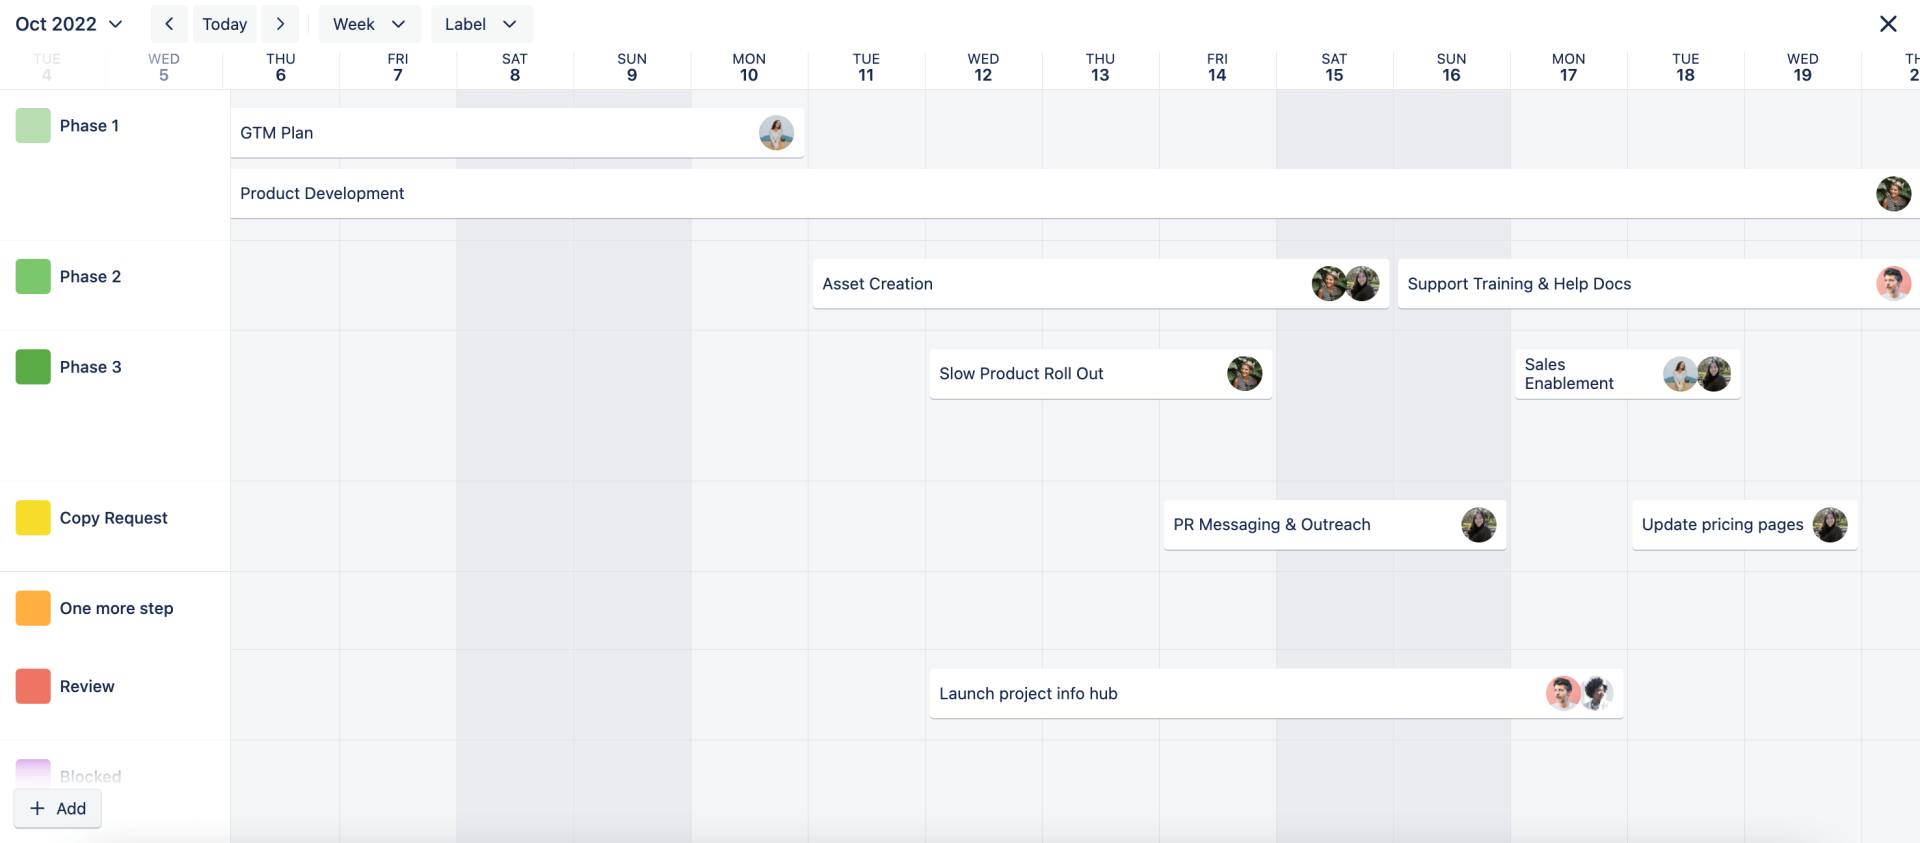 Oct 2022
Today
Week
Label
TUE
4
WED
5
THU
6
FRI
7
SAT
8
SUN
9
MON
10
TUE
11
WED
12
THU
13
FRI
14
SAT
15
SUN
16
MON
17
TUE
18
WED
19
Phase 1
GTM Plan
Product Development
Phase 2
Asset Creation
Support Training & Help Docs
Phase 3
Slow Product Roll Out
Sales
Enablement
Copy Request
PR Messaging & Outreach
Update pricing pages
One more step
Review
Launch project info hub
Blocked
+ Add